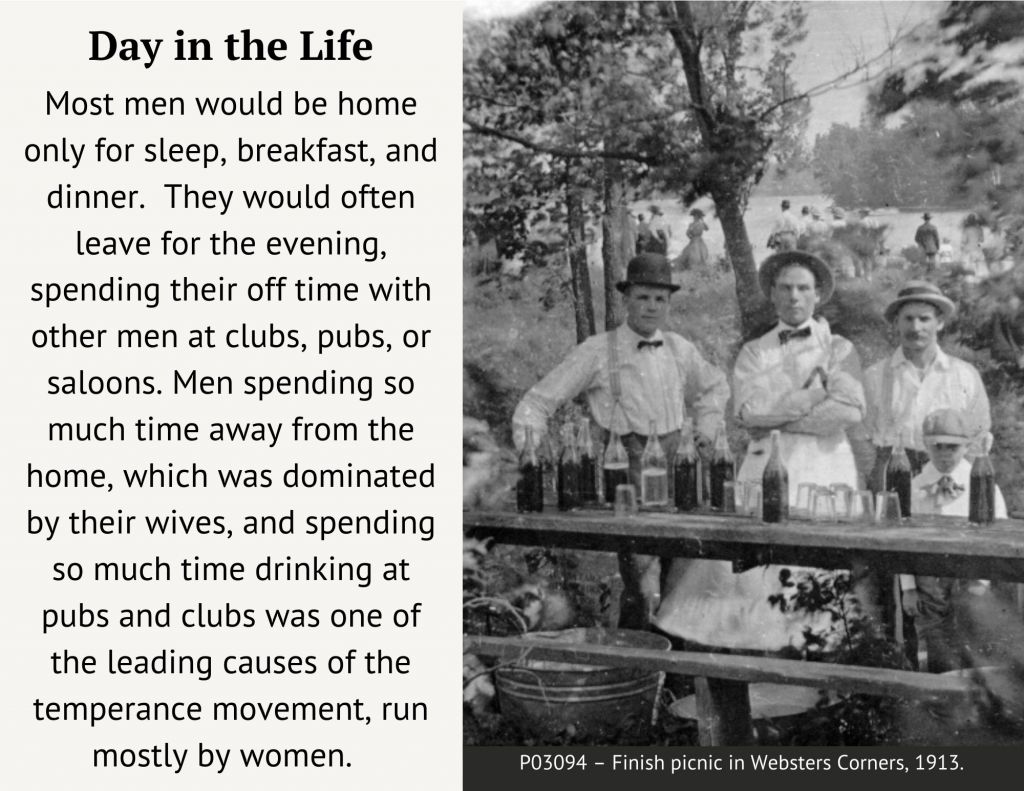 Day in the Life
Most men would be home
only for sleep, breakfast, and
dinner.  They would often
leave for the evening,
spending their off time with
other men at clubs, pubs, or
saloons. Men spending so
much time away from the
home, which was dominated
by their wives, and spending
so much time drinking at
pubs and clubs was one of
the leading causes of the
temperance movement, run
mostly by women.
P03094 – Finish picnic in Websters Corners, 1913.